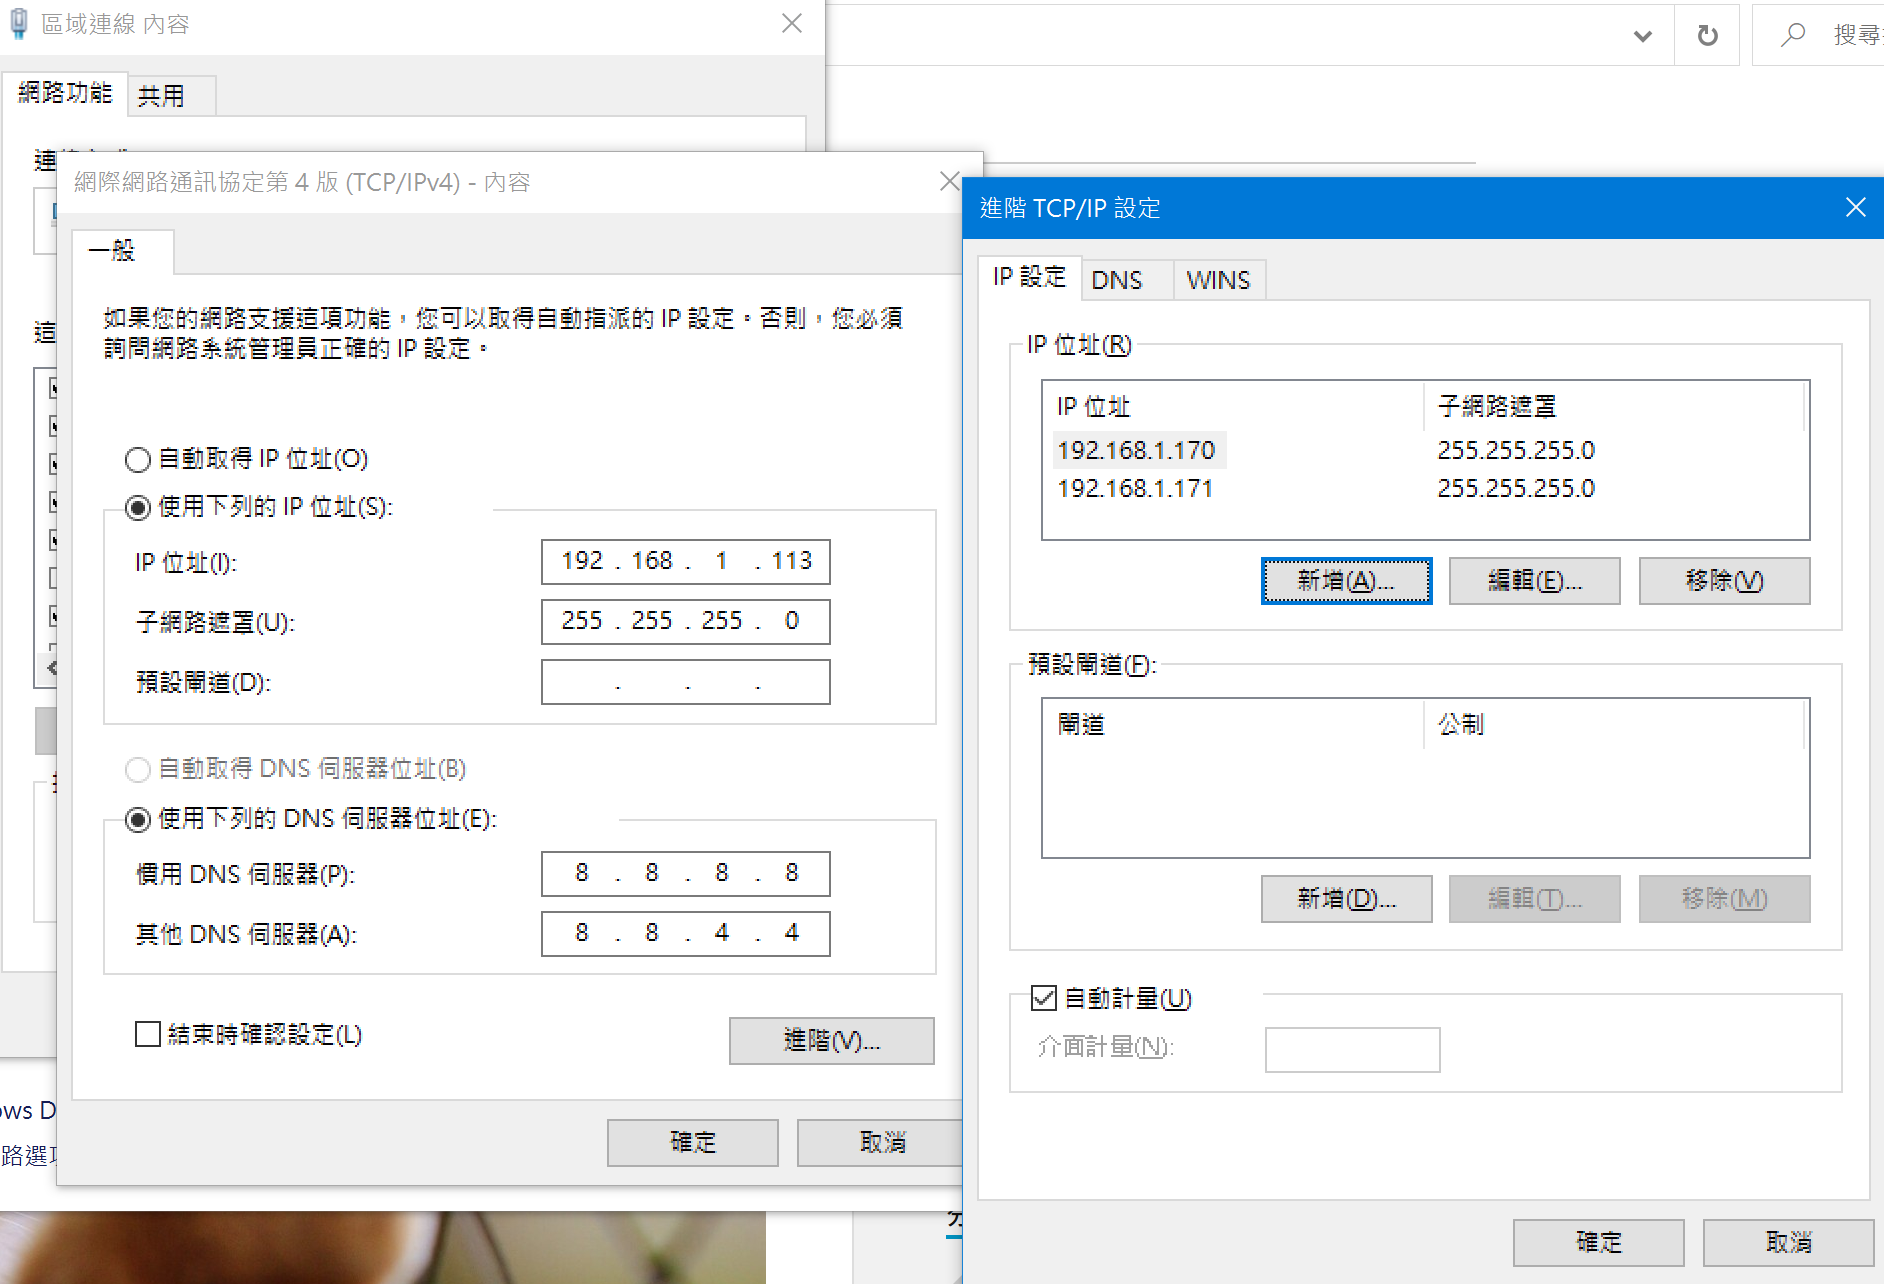 區域連線 內容
網路功能
共用
搜尋
網際網路通訊協定第 4 版 (TCP/IPv4) - 內容
一般
如果您的網路支援這項功能，您可以取得自動指派的 IP 設定。否則，您必須
詢問網路系統管理員正確的 IP 設定。
自動取得 IP 位址(O)
使用下列的 IP 位址(S):
IP 位址(I):
192 . 168 . 1 . 113
子網路遮罩(U):
255 . 255 . 255 . 0
預設閘道(D):
. . .
自動取得 DNS 伺服器位址(B)
使用下列的 DNS 伺服器位址(E):
慣用 DNS 伺服器(P):
8 . 8 . 8 . 8
其他 DNS 伺服器(A):
8 . 8 . 4 . 4
結束時確認設定(L)
進階(V)...
確定
取消
進階 TCP/IP 設定
IP 設定
DNS
WINS
IP 位址(R)
IP 位址
子網路遮罩
192.168.1.170
255.255.255.0
192.168.1.171
255.255.255.0
新增(A)...
編輯(E)...
移除(V)
預設閘道(F):
閘道
公制
新增(D)...
編輯(T)...
移除(M)
自動計量(U)
介面計量(N):
確定
取消
連
這
ows D
路選項